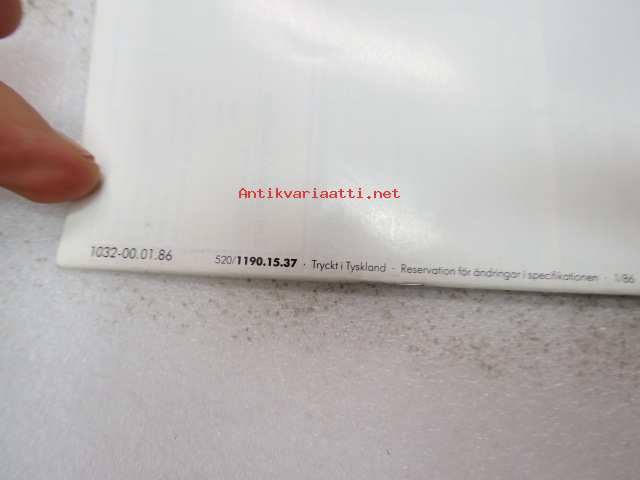 Antikvariaatti.net
1032-00.01.86
520/1190.15.37 · Tryckt i Tyskland · Reservation för ändringar i specifikationen · 1/86